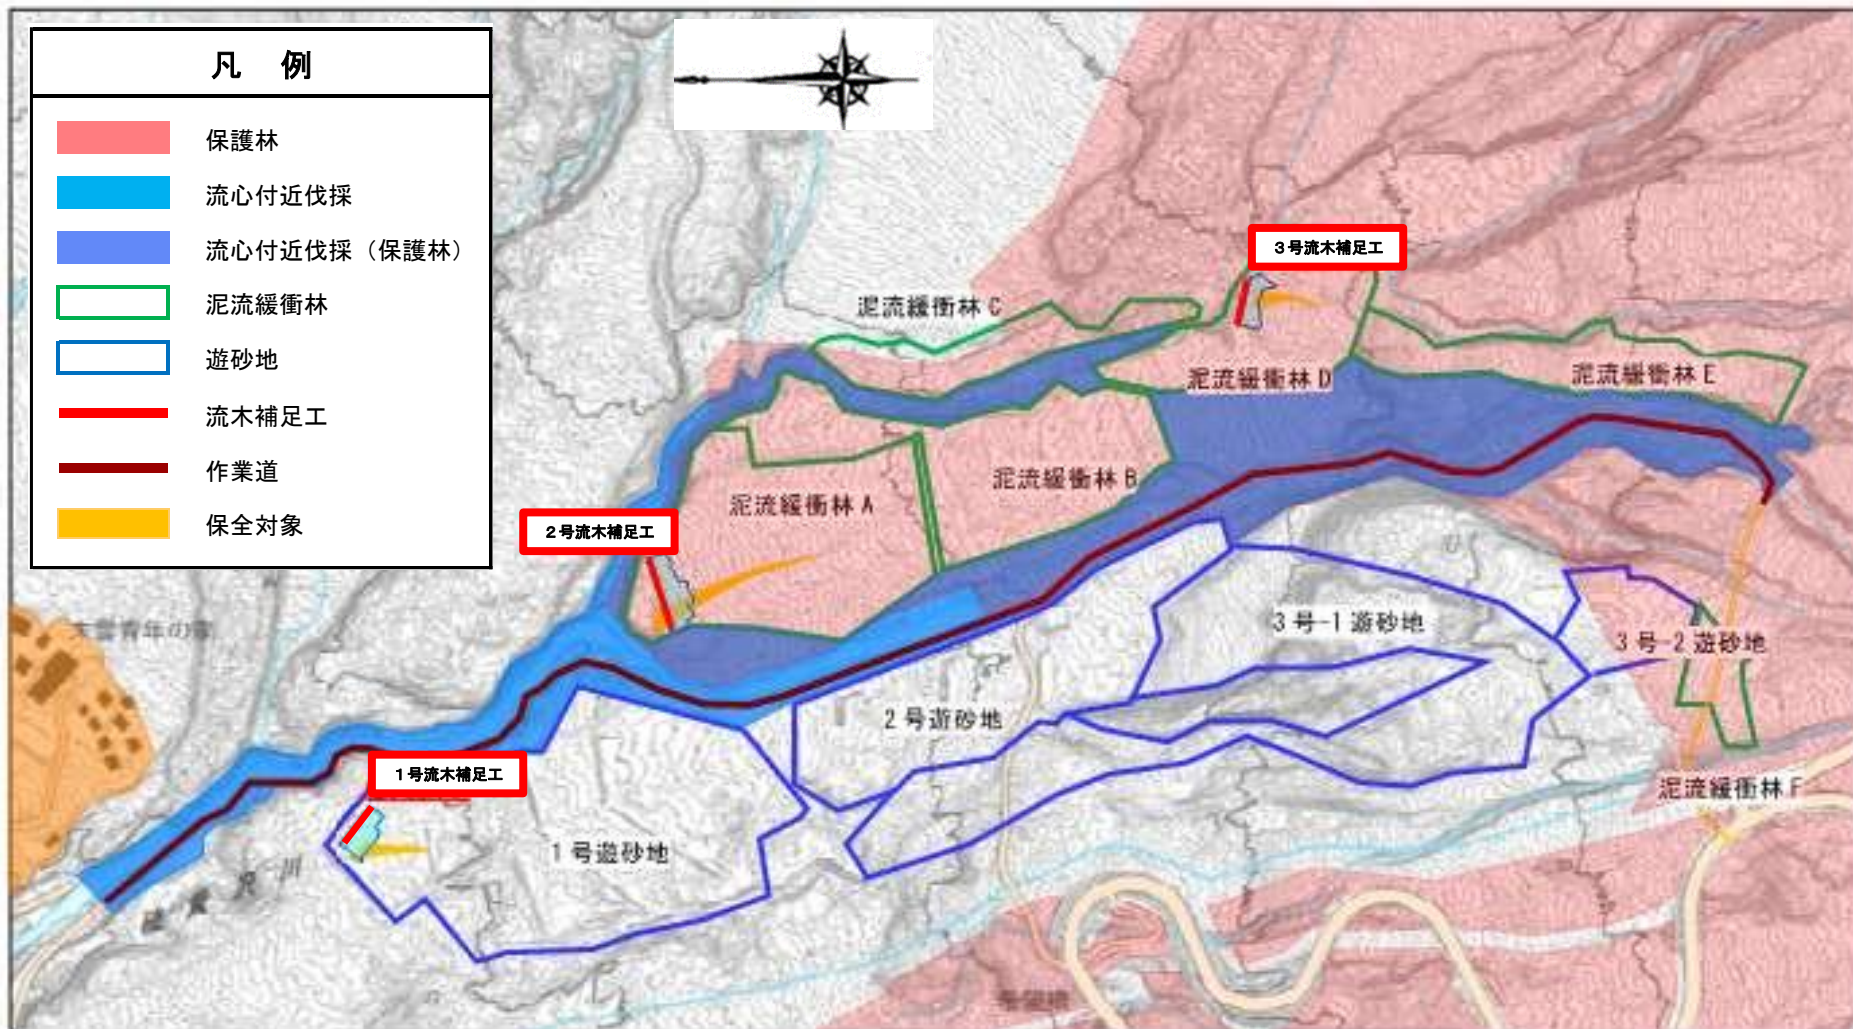 凡 例
保護林
流心付近伐採
流心付近伐採（保護林）
泥流緩衝林
遊砂地
流木補足工
作業道
保全対象
3号流木補足工
泥流緩衝林 C
泥流緩衝林 D
泥流緩衝林 E
泥流緩衝林 B
泥流緩衝林 A
2号流木補足工
3号-1 遊砂地
3号-2 遊砂地
2号遊砂地
1号流木補足工
泥流緩衝林 F
1号遊砂地